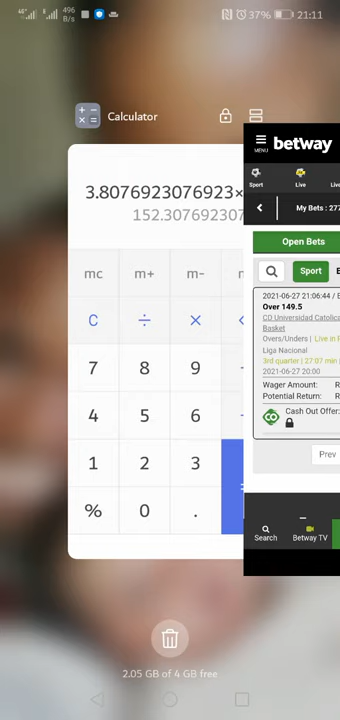 4G+
496
B/s
37%
21:11
Calculator
3.8076923076923×
152.307692307
mc m+ m-
C ÷ ×
7 8 9
4 5 6
1 2 3
% 0 .
MENU
betway
Sport Live
My Bets : 277
Open Bets
Sport
2021-06-27 21:06:44 /
Over 149.5
CD Universidad Catolica
Basket
Overs/Unders | Live in
Liga Nacional
3rd quarter | 27:07 min |
2021-06-27 20:00
Wager Amount: R
Potential Return: R
Cash Out Offer:
Prev
Search Betway TV
2.05 GB of 4 GB free